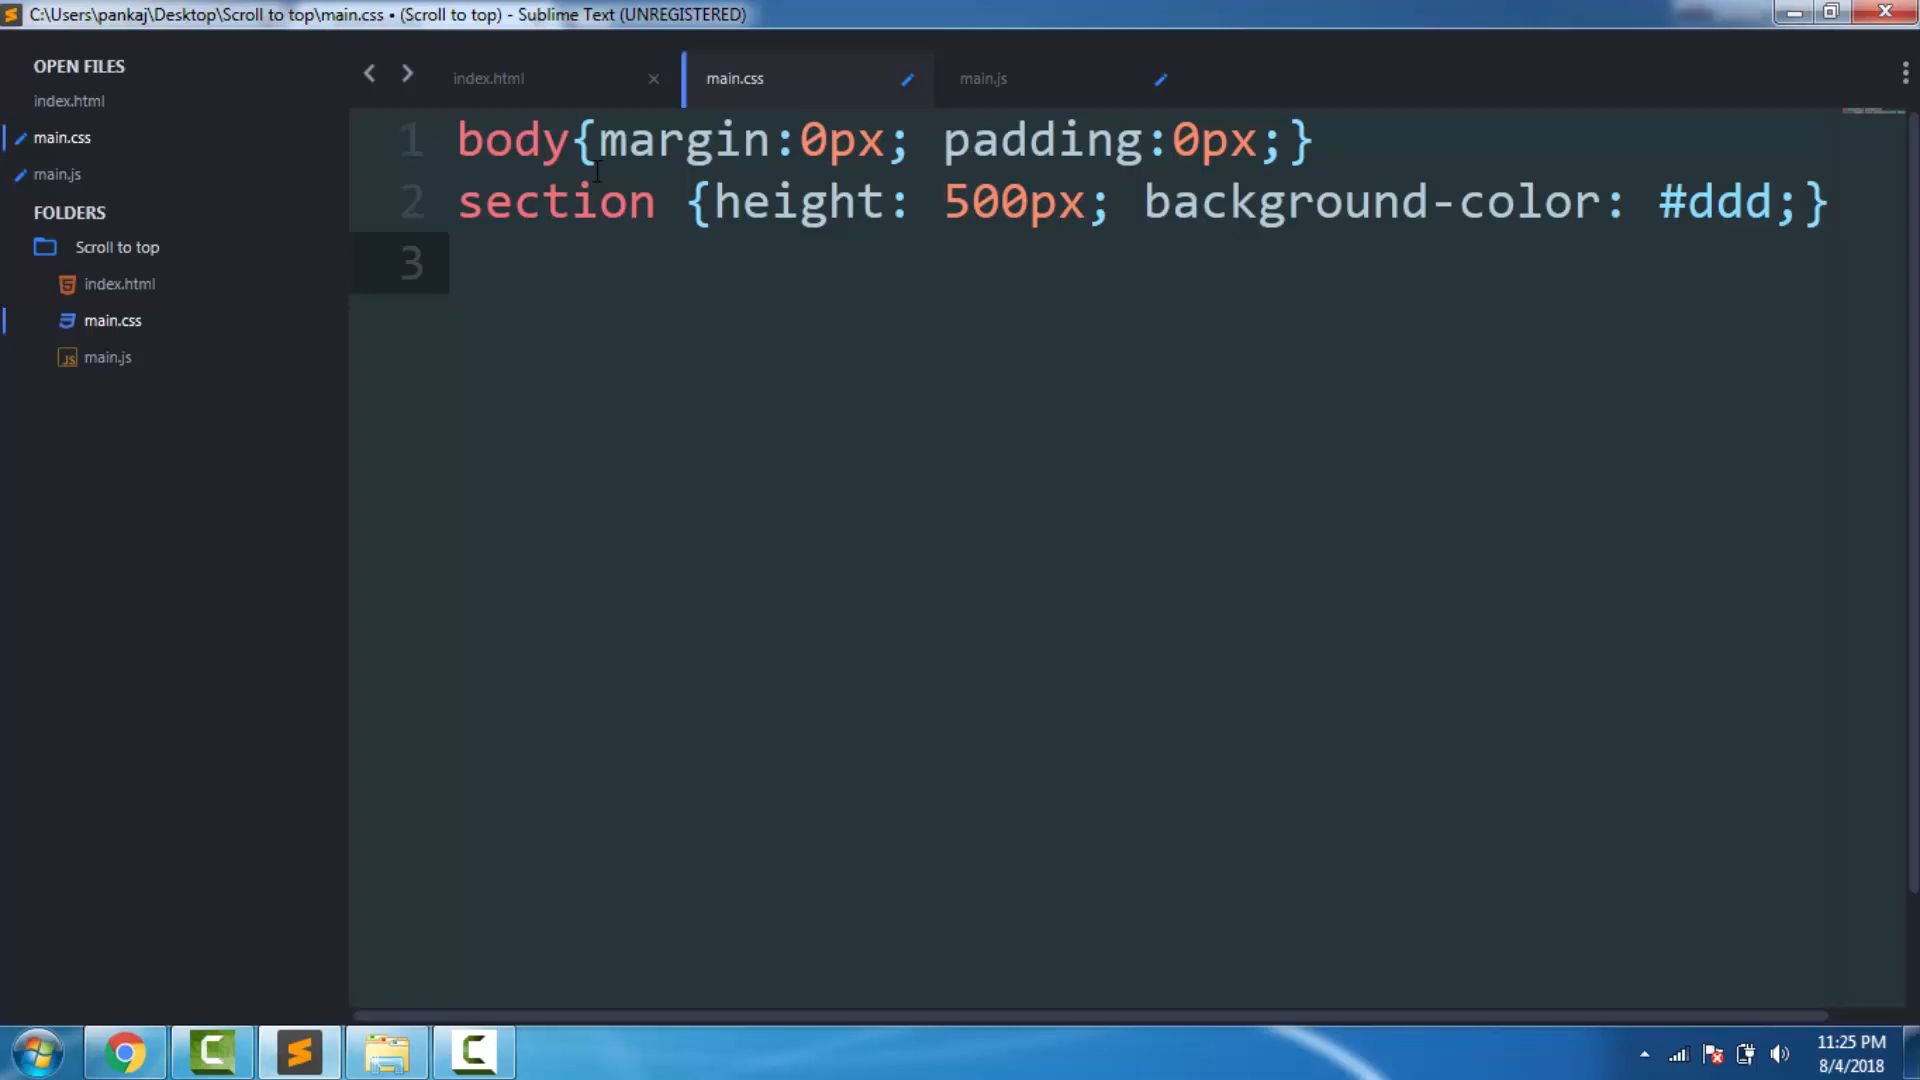 C:\Users\pankaj\Desktop\Scroll to top\main.css • (Scroll to top) - Sublime Text (UNREGISTERED)
OPEN FILES
index.html
main.css
main.js
FOLDERS
Scroll to top
index.html
main.css
main.js
index.html
main.css
main.js
1 body{margin:0px; padding:0px;}
2 section {height: 500px; background-color: #ddd;}
3
11:25 PM
8/4/2018